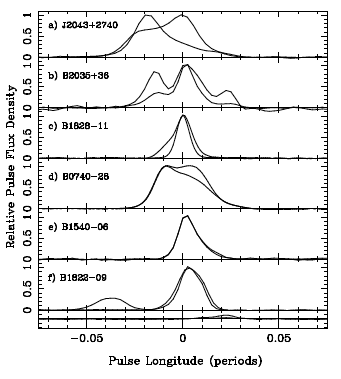 a) J2043+2740
b) B2035+36
c) B1828-11
d) B0740-28
e) B1540-06
f) B1822-09
Relative Pulse Flux Density
0 0.5 1
0 0.5 1
0 0.5 1
0 0.5 1
0 0.5 1
0 0.5 1
-0.05 0 0.05
Pulse Longitude (periods)